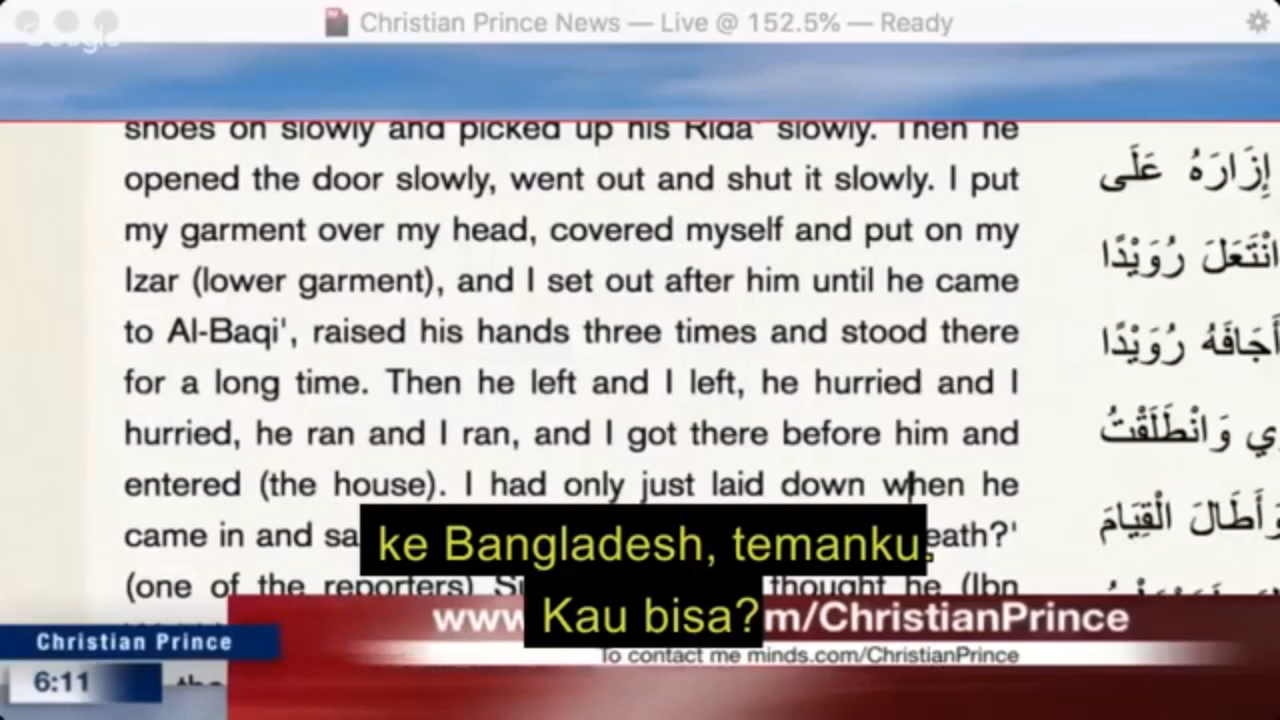 Christian Prince News — Live @ 152.5% — Ready
Google
shoes on slowly and picked up his Rida' slowly. Then he
opened the door slowly, went out and shut it slowly. I put
my garment over my head, covered myself and put on my
Izar (lower garment), and I set out after him until he came
to Al-Baqi', raised his hands three times and stood there
for a long time. Then he left and I left, he hurried and I
hurried, he ran and I ran, and I got there before him and
entered (the house). I had only just laid down when he
came in and sa eath?'
(one of the reporters) Su thought he (Ibn
إِزَارَهُ عَلَى
انْتَعَلَ رُوَيْدًا
أَجَافَهُ رُوَيْدًا
ي وَانْطَلَقْتُ
وَأَطَالَ الْقِيَامَ
ke Bangladesh, temanku.
Kau bisa?
www m/ChristianPrince
To contact me minds.com/ChristianPrince
Christian Prince
6:11
the